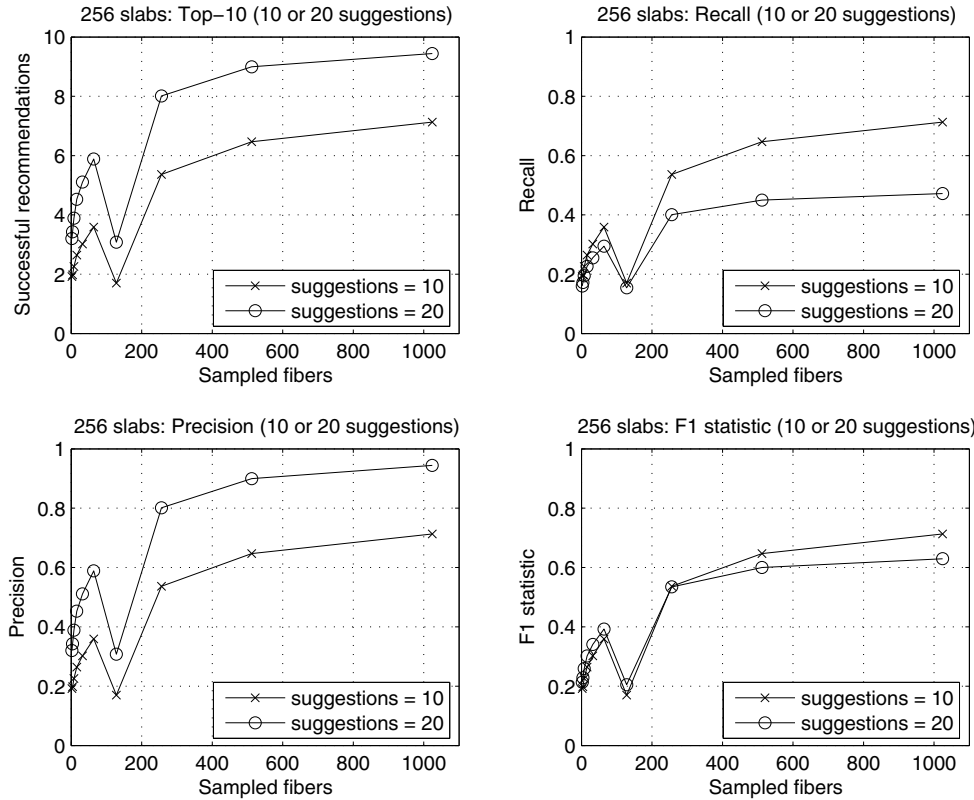 256 slabs: Top−10 (10 or 20 suggestions)
Successful recommendations
10
8
6
4
2
0
0 200 400 600 800 1000
Sampled fibers
suggestions = 10
suggestions = 20
256 slabs: Recall (10 or 20 suggestions)
Recall
1
0.8
0.6
0.4
0.2
0
0 200 400 600 800 1000
Sampled fibers
suggestions = 10
suggestions = 20
256 slabs: Precision (10 or 20 suggestions)
Precision
1
0.8
0.6
0.4
0.2
0
0 200 400 600 800 1000
Sampled fibers
suggestions = 10
suggestions = 20
256 slabs: F1 statistic (10 or 20 suggestions)
F1 statistic
1
0.8
0.6
0.4
0.2
0
0 200 400 600 800 1000
Sampled fibers
suggestions = 10
suggestions = 20